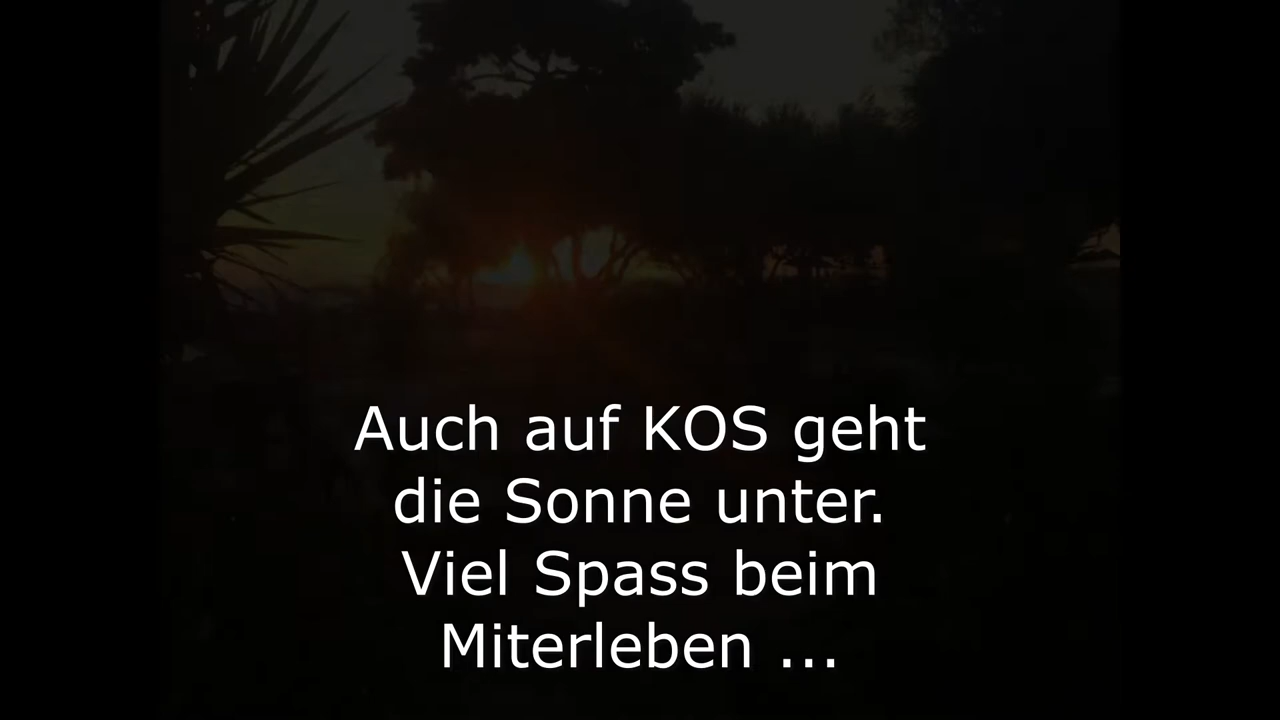 Auch auf KOS geht
die Sonne unter.
Viel Spass beim
Miterleben ...